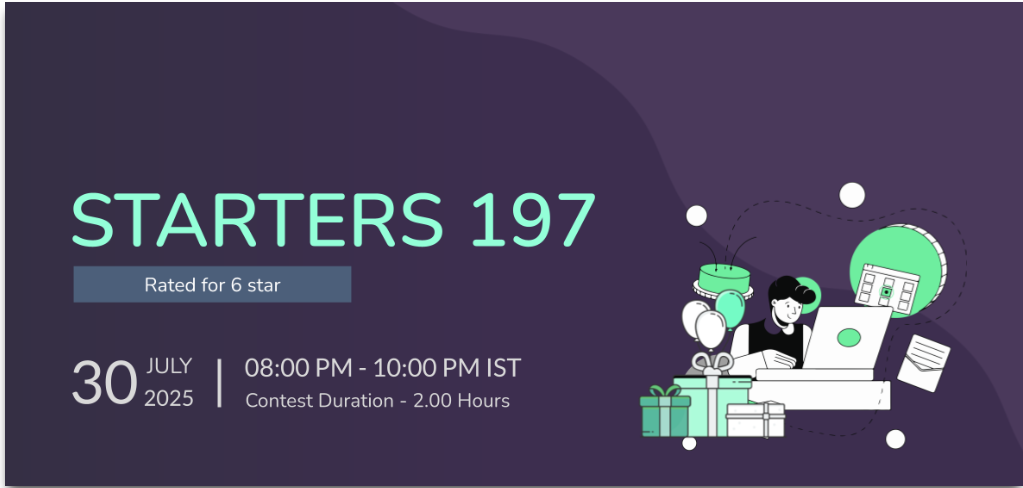 STARTERS 197
Rated for 6 star
30 JULY 2025
08:00 PM - 10:00 PM IST
Contest Duration - 2.00 Hours